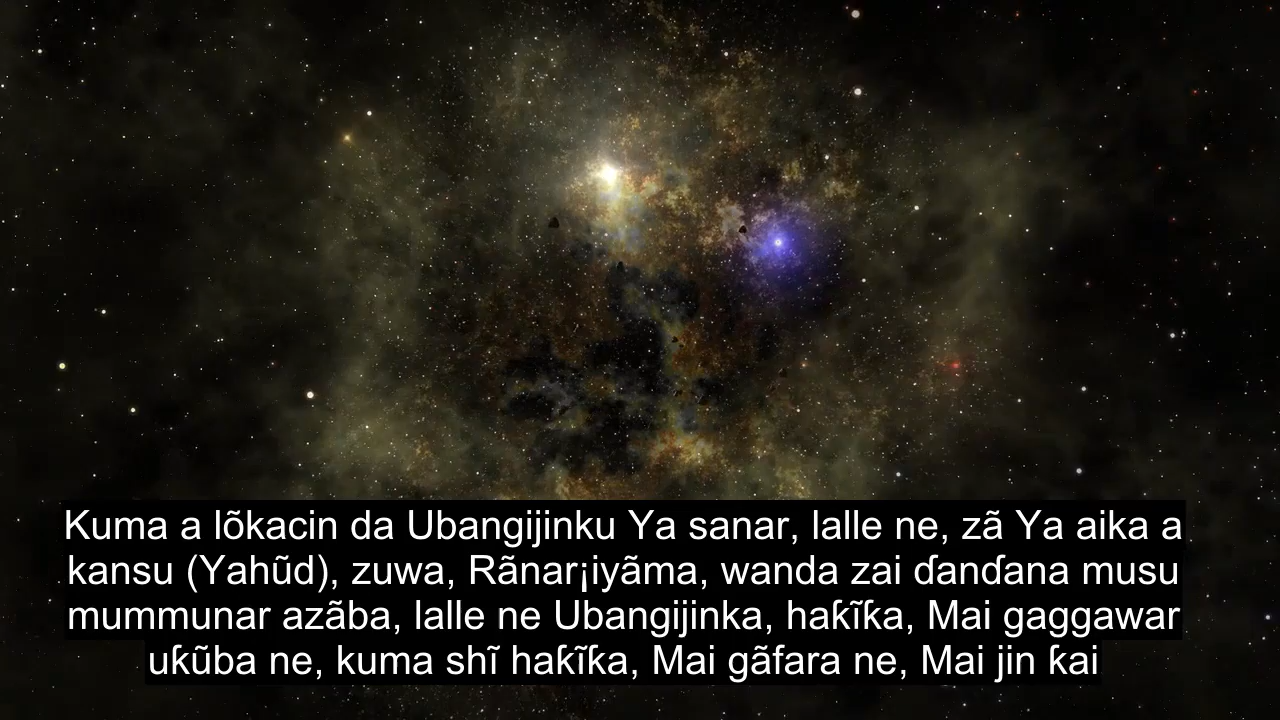 Kuma a lõkacin da Ubangijinku Ya sanar, lalle ne, zã Ya aika a
kansu (Yahũd), zuwa, Rãnar¡iyãma, wanda zai ɗanɗana musu
mummunar azãba, lalle ne Ubangijinka, haƙĩƙa, Mai gaggawar
uƙũba ne, kuma shĩ haƙĩƙa, Mai gãfara ne, Mai jin ƙai